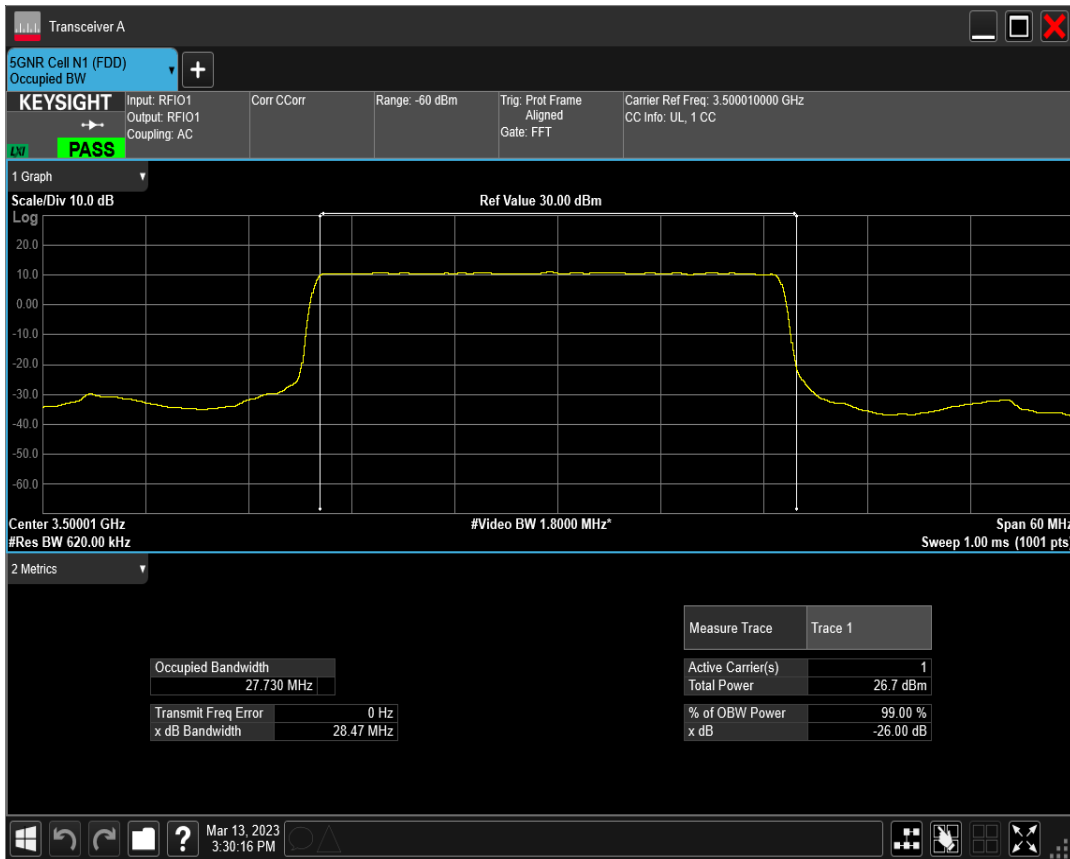 Transceiver A
5GNR Cell N1 (FDD)
Occupied BW
+
KEYSIGHT
LXI
PASS
Input: RFIO1
Output: RFIO1
Coupling: AC
Corr CCorr
Range: -60 dBm
Trig: Prot Frame
Aligned
Gate: FFT
Carrier Ref Freq: 3.500010000 GHz
CC Info: UL, 1 CC
1 Graph
Scale/Div 10.0 dB
Ref Value 30.00 dBm
Log
20.0
10.0
0.00
-10.0
-20.0
-30.0
-40.0
-50.0
-60.0
Center 3.50001 GHz
#Video BW 1.8000 MHz*
Span 60 MHz
#Res BW 620.00 kHz
Sweep 1.00 ms (1001 pts)
2 Metrics
Measure Trace Trace 1
Occupied Bandwidth
27.730 MHz
Active Carrier(s) 1
Total Power 26.7 dBm
Transmit Freq Error 0 Hz
x dB Bandwidth 28.47 MHz
% of OBW Power 99.00 %
x dB -26.00 dB
?
Mar 13, 2023
3:30:16 PM